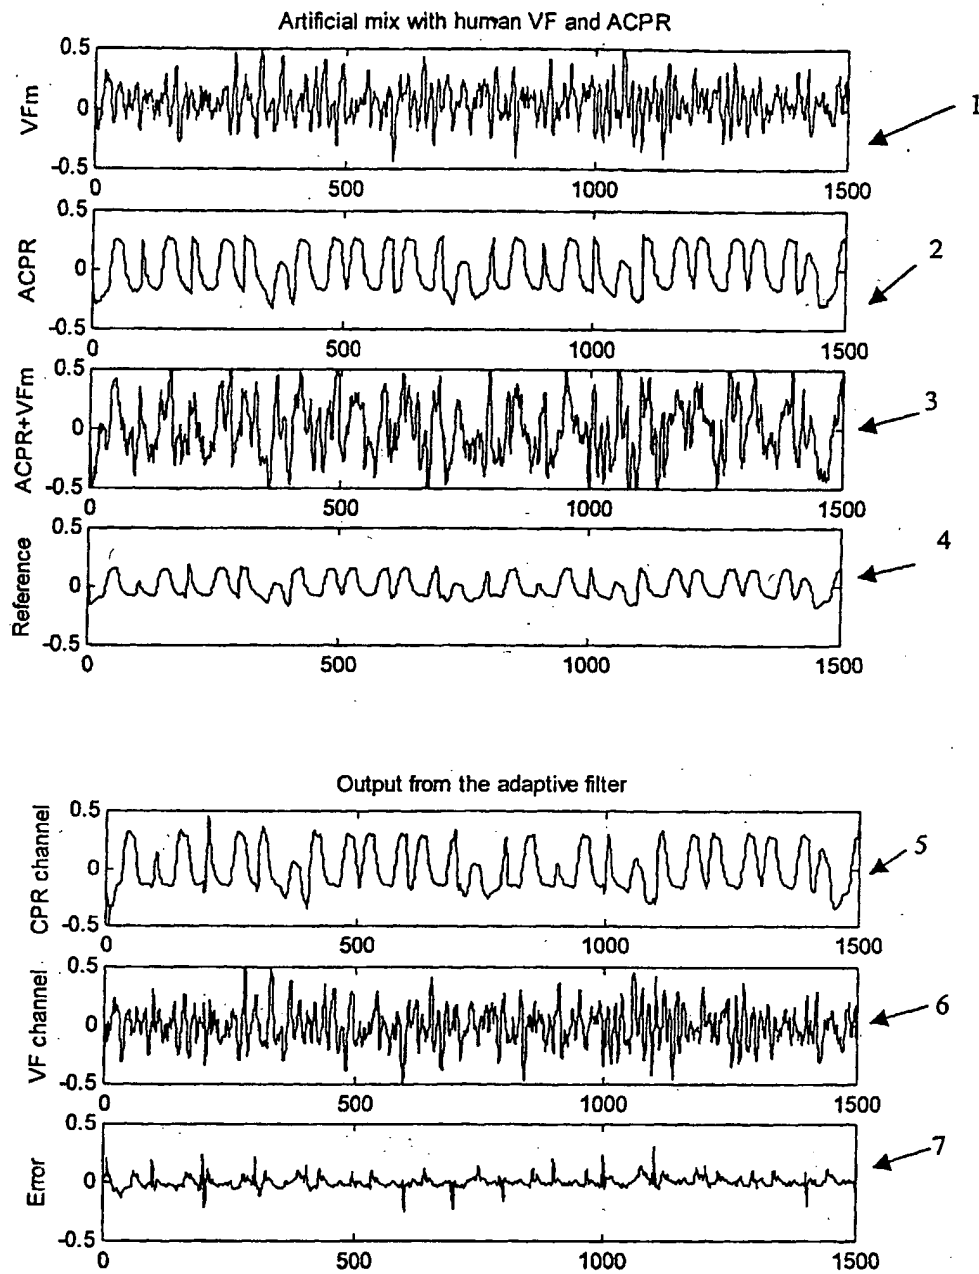 Artificial mix with human VF and ACPR
VFm
0.5
0
-0.5
0 500 1000 1500
1
ACPR
0.5
0
-0.5
0 500 1000 1500
2
ACPR+VFm
0.5
0
-0.5
0 500 1000 1500
3
Reference
0.5
0
-0.5
0 500 1000 1500
4
Output from the adaptive filter
CPR channel
0.5
0
-0.5
0 500 1000 1500
5
VF channel
0.5
0
-0.5
0 500 1000 1500
6
Error
0.5
0
-0.5
0 500 1000 1500
7